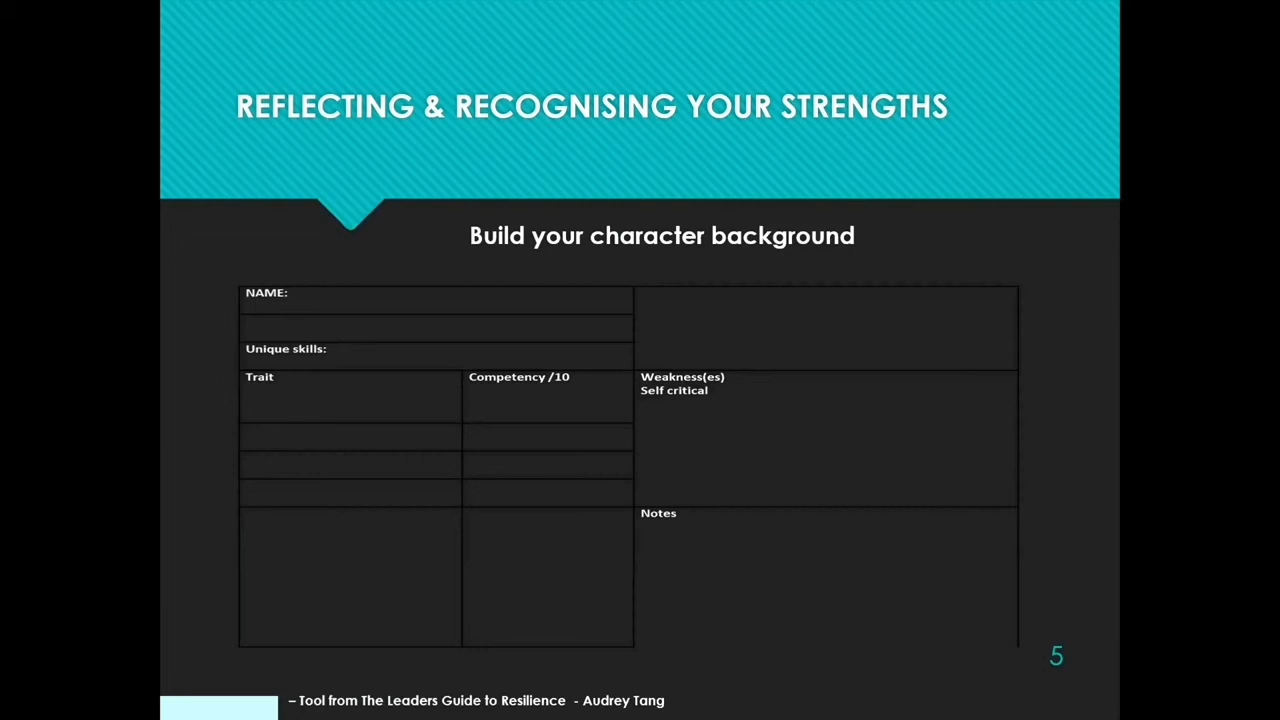 REFLECTING & RECOGNISING YOUR STRENGTHS
Build your character background
NAME:
Unique skills:
Trait
Competency /10
Weakness(es)
Self critical
Notes
5
– Tool from The Leaders Guide to Resilience - Audrey Tang